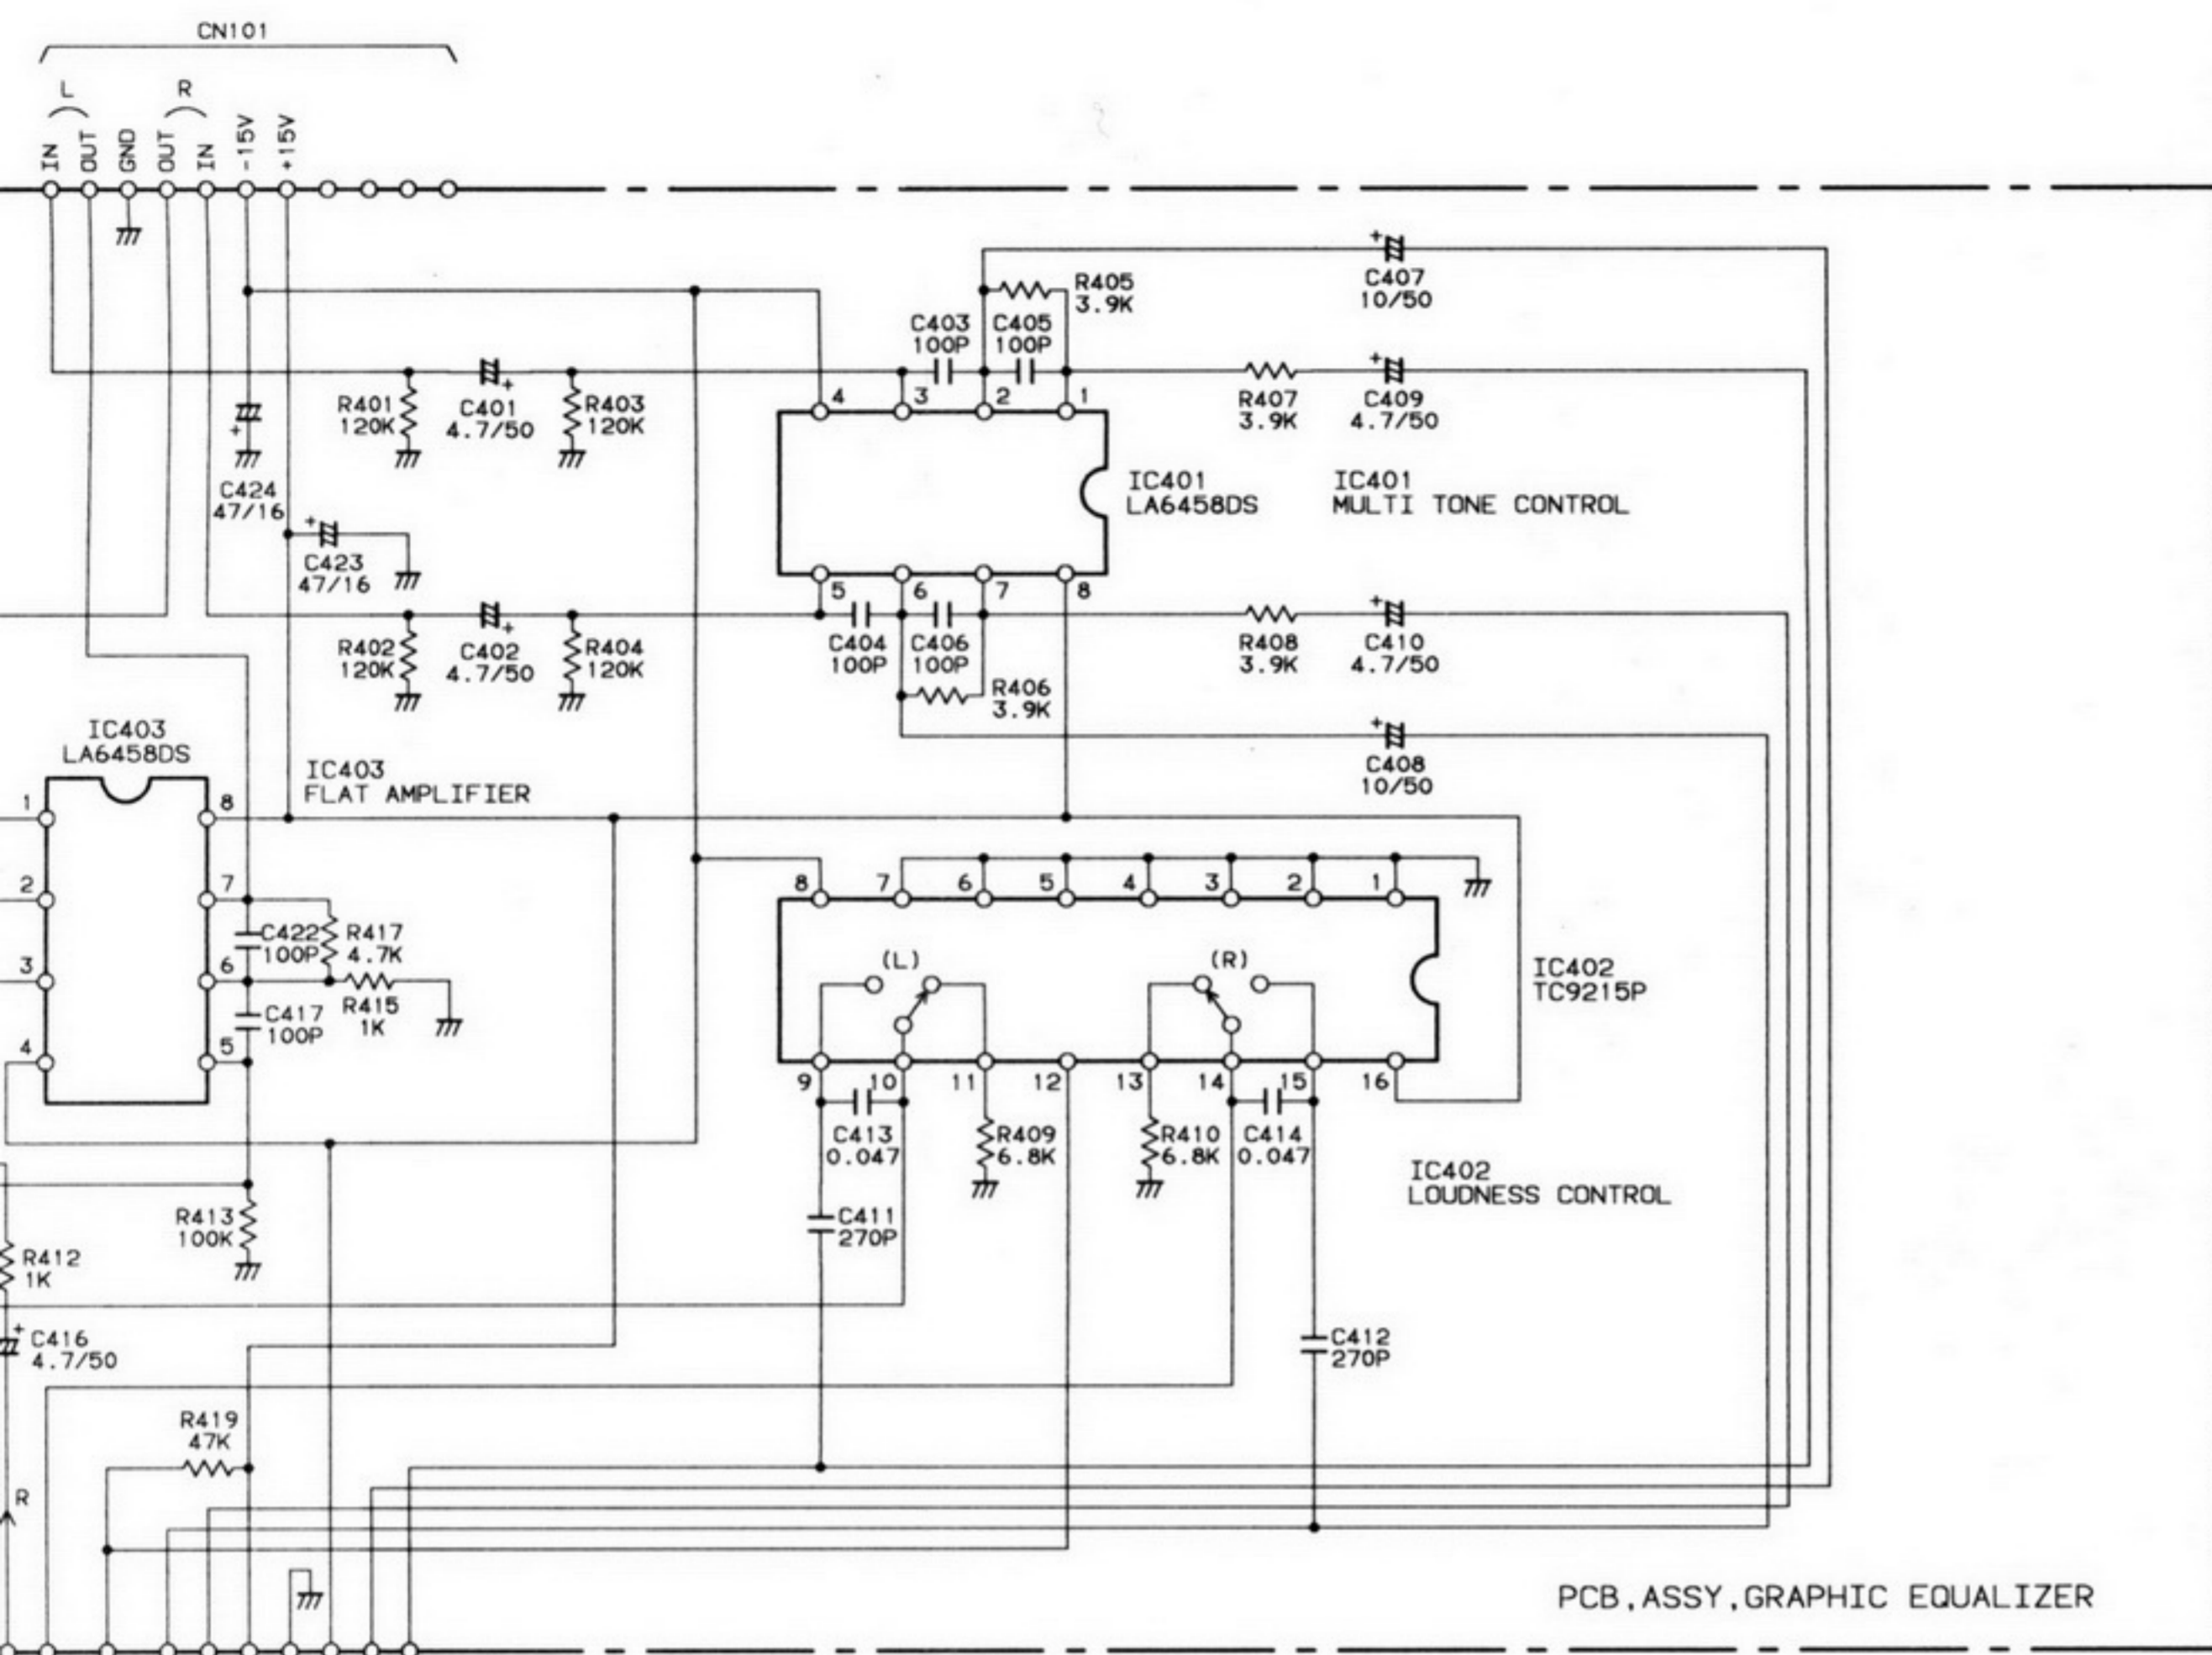 CN101
L
R
IN
OUT
GND
OUT
IN
-15V
+15V
+
C407
10/50
R405
3.9K
C403
100P
C405
100P
R401
120K
+
C401
4.7/50
R403
120K
4
3
2
1
R407
3.9K
+
C409
4.7/50
+
C424
47/16
IC401
LA6458DS
IC401
MULTI TONE CONTROL
+
C423
47/16
5
6
7
8
R402
120K
+
C402
4.7/50
R404
120K
C404
100P
C406
100P
R408
3.9K
+
C410
4.7/50
R406
3.9K
+
C408
10/50
IC403
LA6458DS
IC403
FLAT AMPLIFIER
1
2
3
4
8
7
6
5
C422
100P
R417
4.7K
C417
100P
R415
1K
8
7
6
5
4
3
2
1
(L)
(R)
IC402
TC9215P
9
10
11
12
13
14
15
16
C413
0.047
R409
6.8K
R410
6.8K
C414
0.047
IC402
LOUDNESS CONTROL
R413
100K
C411
270P
R412
1K
+
C416
4.7/50
C412
270P
R419
47K
R
PCB,ASSY,GRAPHIC EQUALIZER